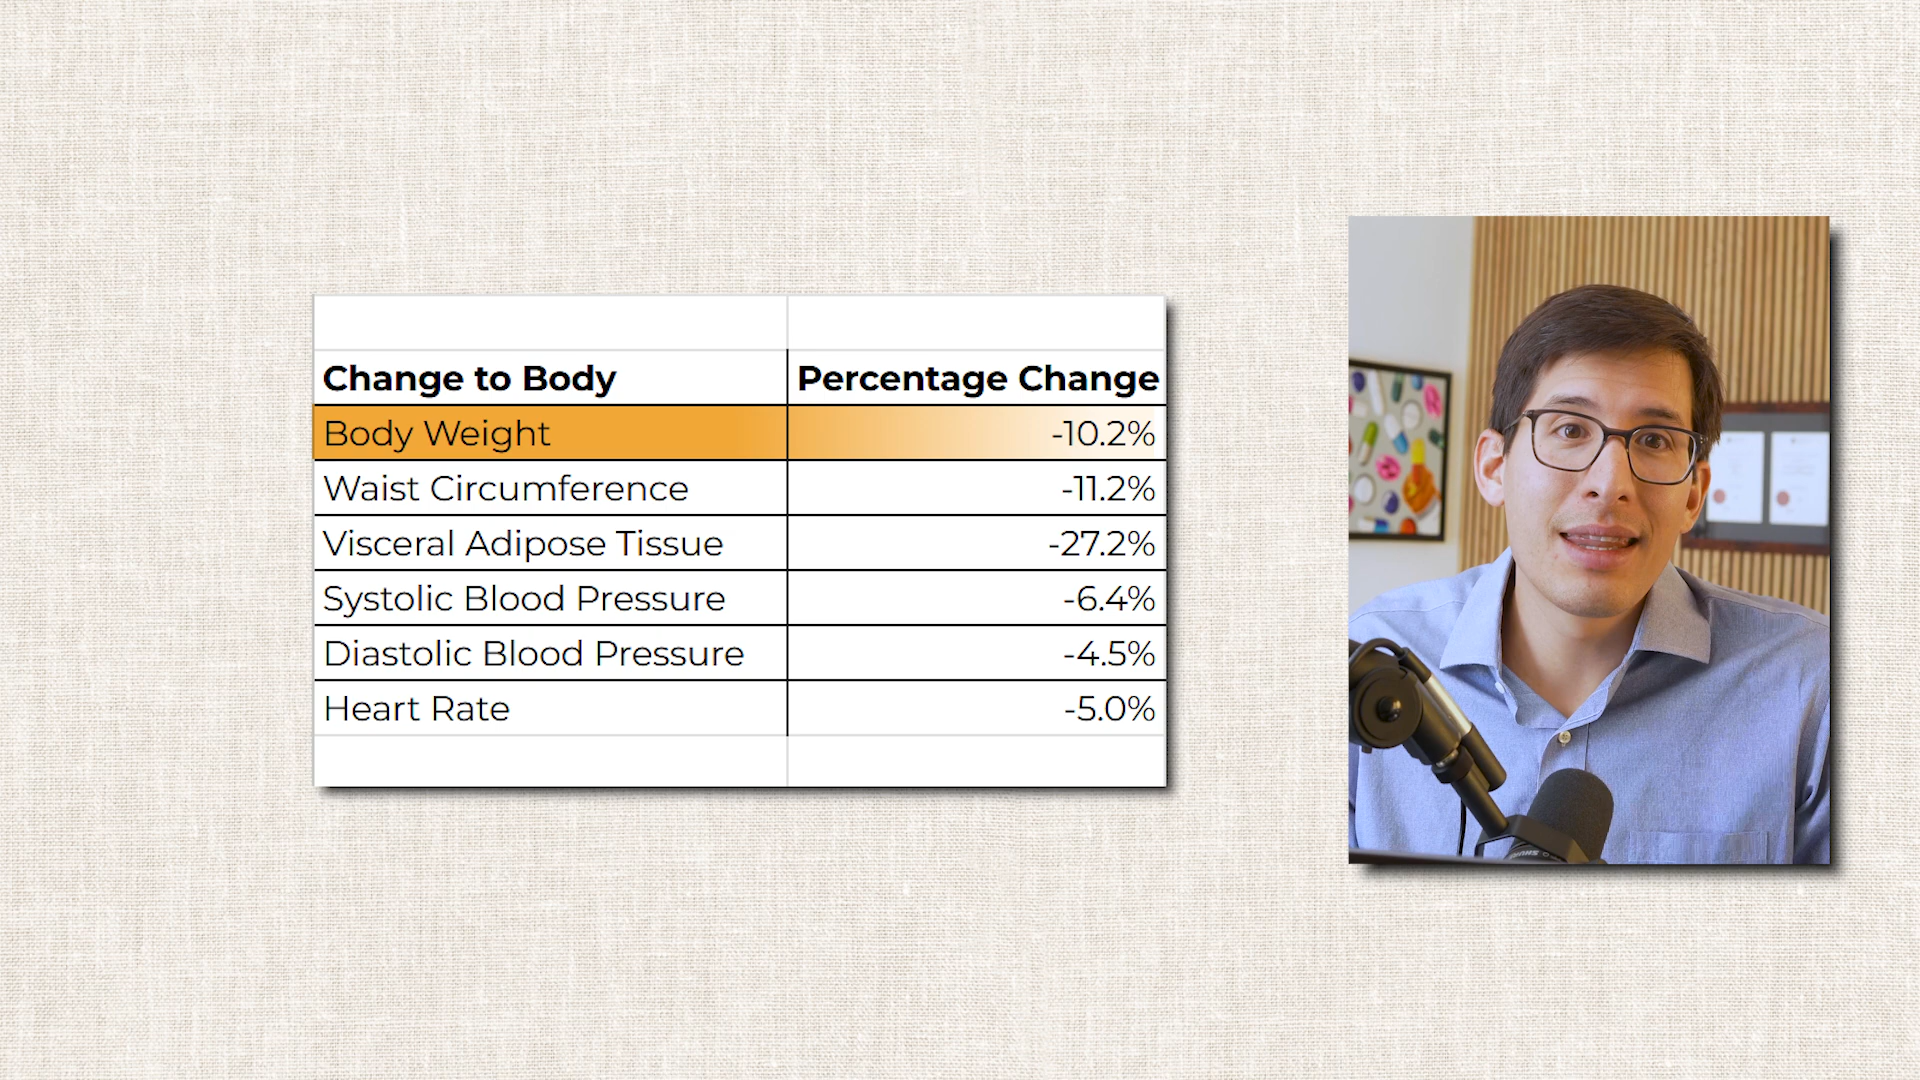 Change to Body Percentage Change
Body Weight -10.2%
Waist Circumference -11.2%
Visceral Adipose Tissue -27.2%
Systolic Blood Pressure -6.4%
Diastolic Blood Pressure -4.5%
Heart Rate -5.0%